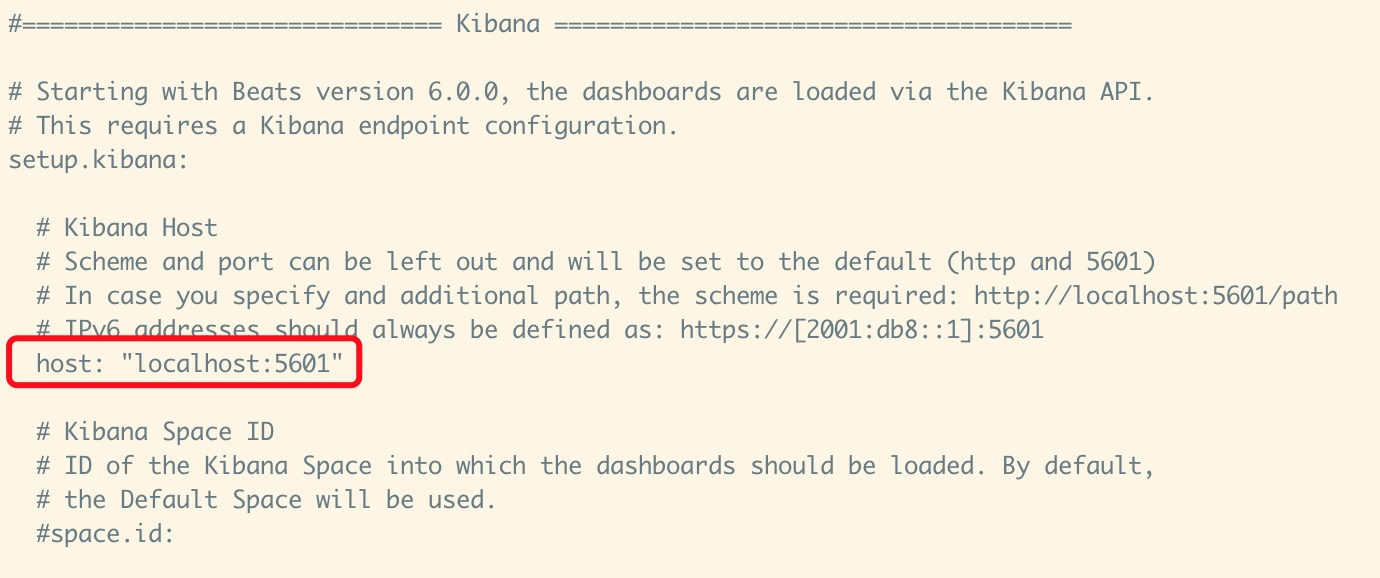 #============================== Kibana =====================================
# Starting with Beats version 6.0.0, the dashboards are loaded via the Kibana API.
# This requires a Kibana endpoint configuration.
setup.kibana:
# Kibana Host
# Scheme and port can be left out and will be set to the default (http and 5601)
# In case you specify and additional path, the scheme is required: http://localhost:5601/path
# IPv6 addresses should always be defined as: https://[2001:db8::1]:5601
host: "localhost:5601"
# Kibana Space ID
# ID of the Kibana Space into which the dashboards should be loaded. By default,
# the Default Space will be used.
#space.id: